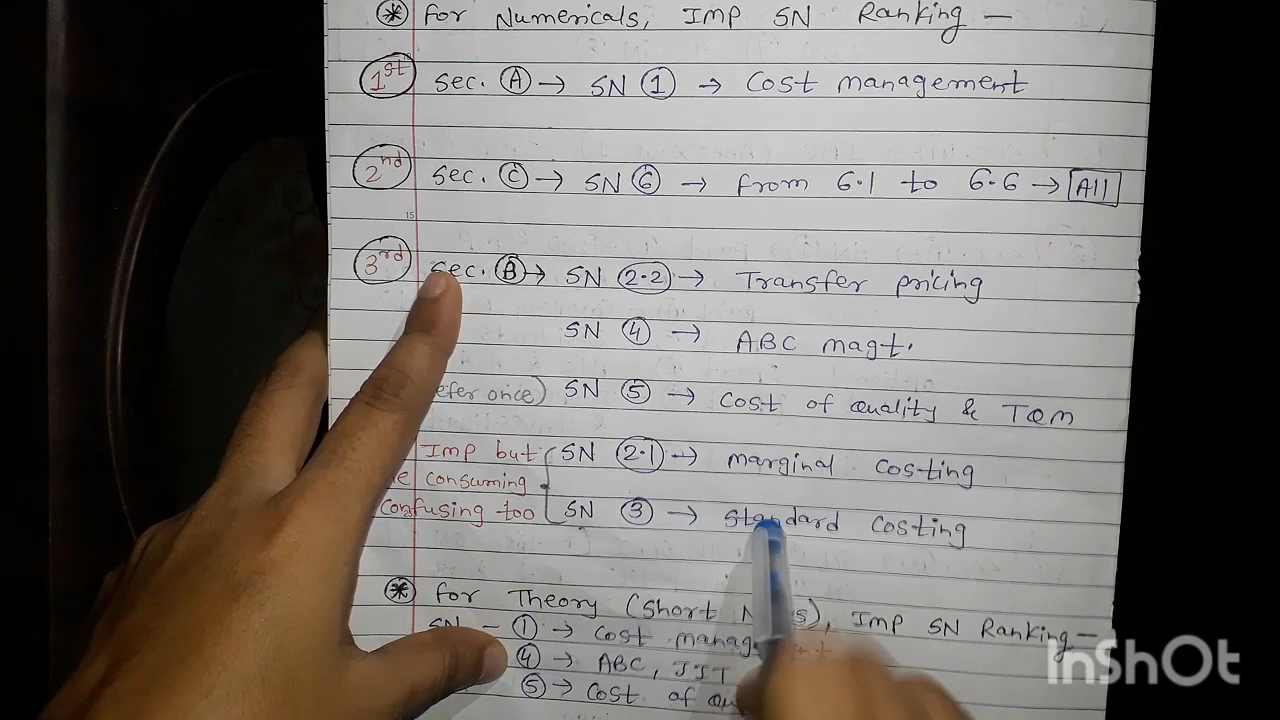 * For Numericals, Imp SN Ranking –
1st Sec. A → SN 1 → Cost management
2nd Sec. C → SN 6 → from 6.1 to 6.6 → All
15
3rd Sec. B → SN 2.2 → Transfer pricing
SN 4 → ABC magt.
once) SN 5 → Cost of Quality & TQM
Imp but SN 2.1 → marginal costing
consuming
confusing too SN 3 → Standard costing
* For Theory (Short), Imp SN Ranking –
SN - 1 → Cost
4 → ABC, JIT
5 → Cost of
InShOt